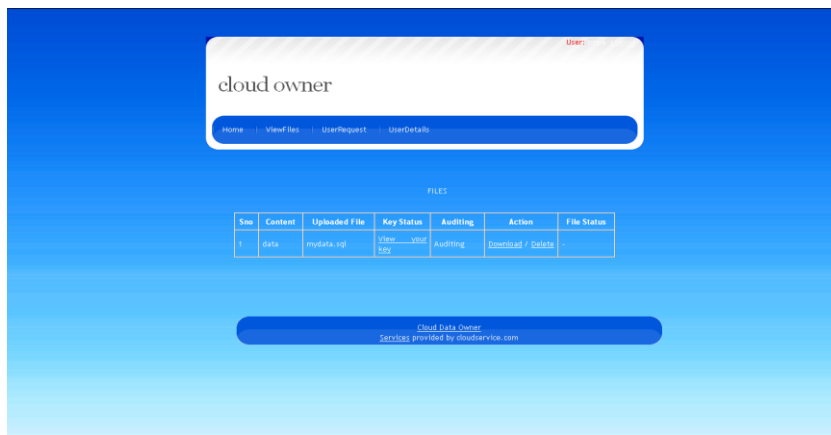 User:
cloud owner
Home | ViewFiles | UserRequest | UserDetails
FILES
Sno Content Uploaded File Key Status Auditing Action File Status
1 data mydata.sql View your key Auditing Download / Delete -
Cloud Data Owner
Services provided by cloudservice.com